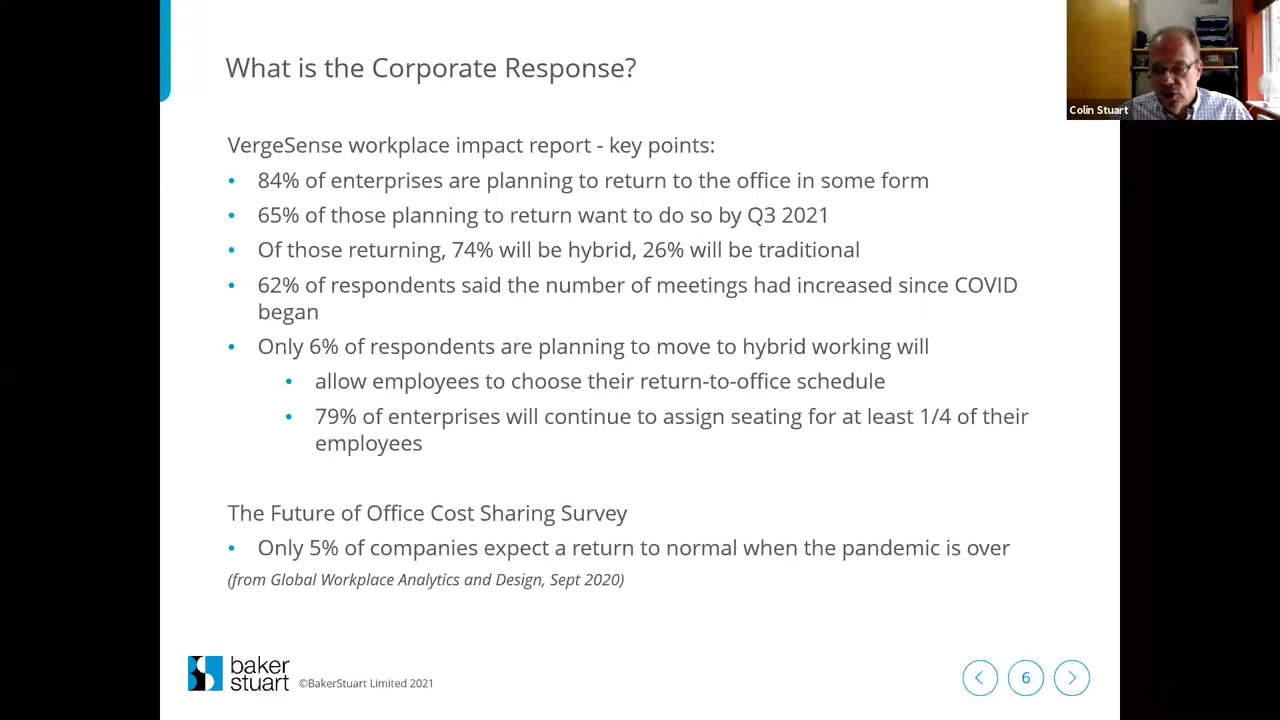 What is the Corporate Response?
Colin Stuart
VergeSense workplace impact report - key points:
• 84% of enterprises are planning to return to the office in some form
• 65% of those planning to return want to do so by Q3 2021
• Of those returning, 74% will be hybrid, 26% will be traditional
• 62% of respondents said the number of meetings had increased since COVID
began
• Only 6% of respondents are planning to move to hybrid working will
• allow employees to choose their return-to-office schedule
• 79% of enterprises will continue to assign seating for at least 1/4 of their
employees
The Future of Office Cost Sharing Survey
• Only 5% of companies expect a return to normal when the pandemic is over
(from Global Workplace Analytics and Design, Sept 2020)
baker
stuart
©BakerStuart Limited 2021
6